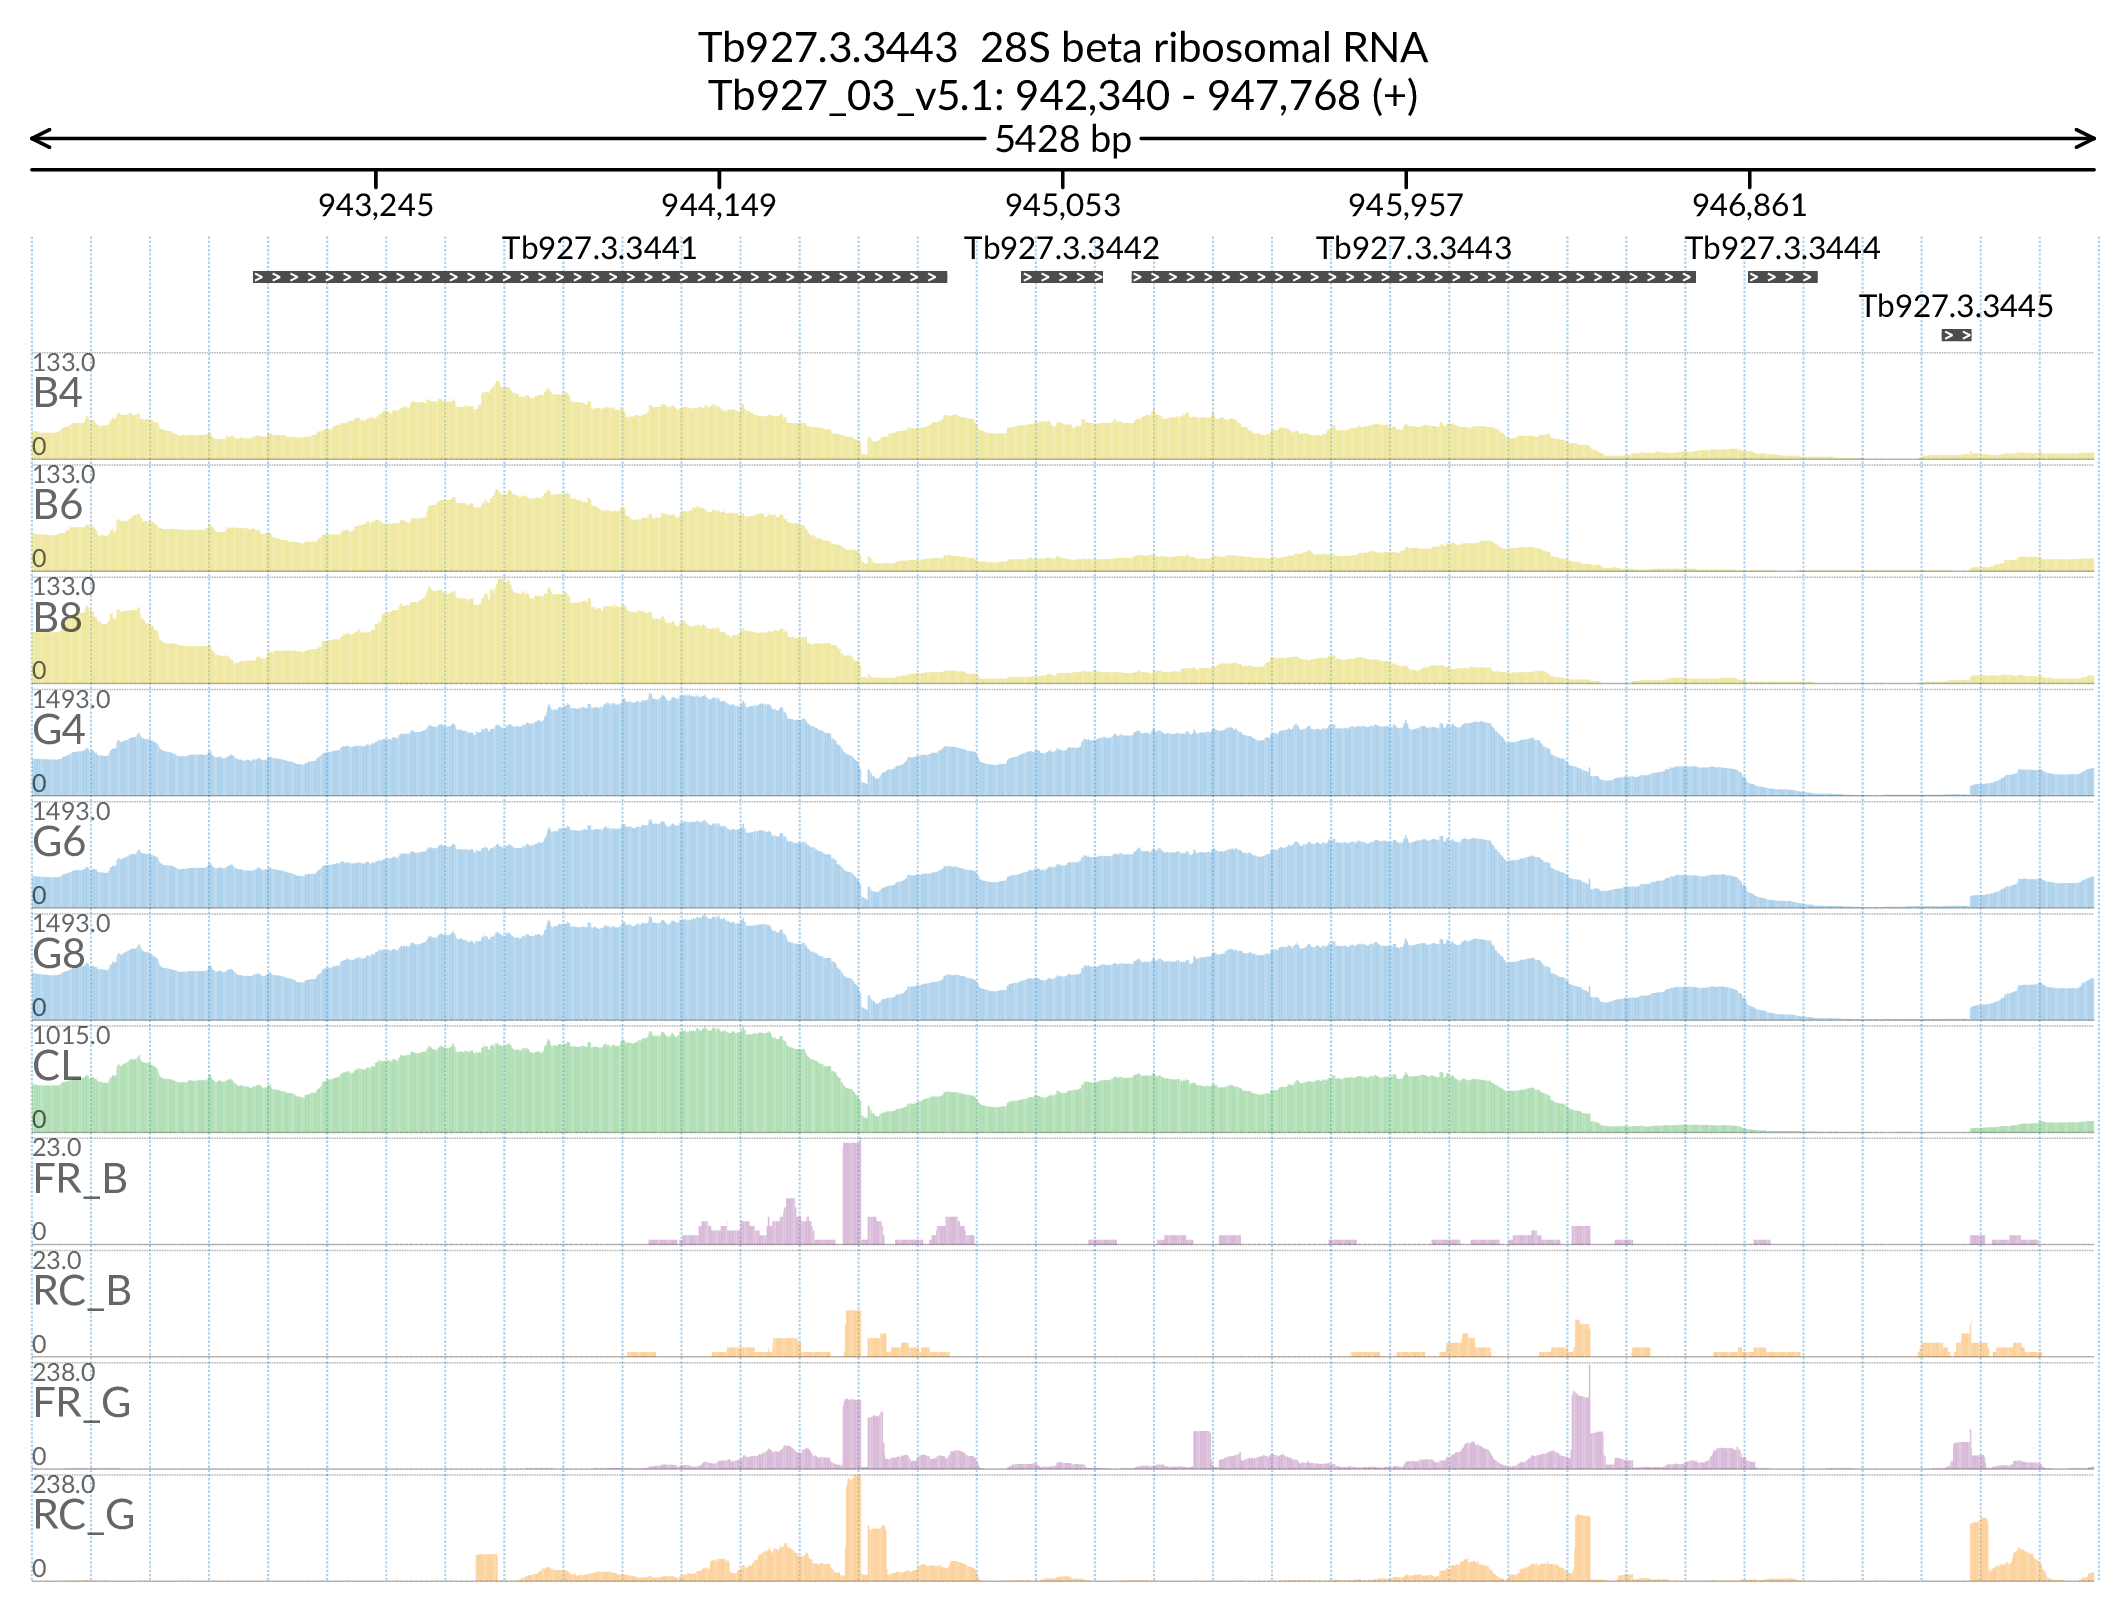 Tb927.3.3443  28S beta ribosomal RNA
Tb927_03_v5.1: 942,340 - 947,768 (+)
5428 bp
943,245 944,149 945,053 945,957 946,861
Tb927.3.3441 Tb927.3.3442 Tb927.3.3443 Tb927.3.3444
Tb927.3.3445
133.0
B4
0
133.0
B6
0
133.0
B8
0
1493.0
G4
0
1493.0
G6
0
1493.0
G8
0
1015.0
CL
0
23.0
FR_B
0
23.0
RC_B
0
238.0
FR_G
0
238.0
RC_G
0